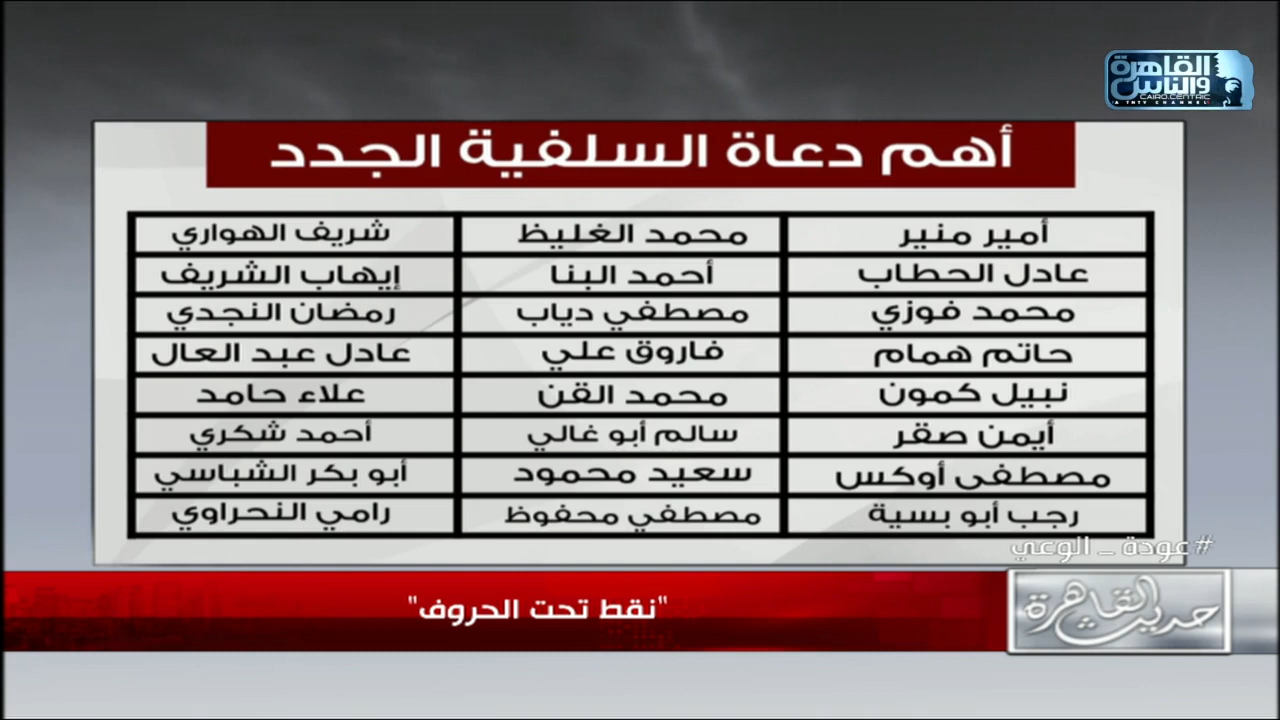 القاهرة
والناس
CAIRO.CENTRIC
A TNTV CHANNEL
أهم دعاة السلفية الجدد
أمير منير محمد الغليظ شريف الهواري
عادل الحطاب أحمد البنا إيهاب الشريف
محمد فوزي مصطفي دياب رمضان النجدي
حاتم همام فاروق علي عادل عبد العال
نبيل كمون محمد القن علاء حامد
أيمن صقر سالم أبو غالي أحمد شكري
مصطفى أوكس سعيد محمود أبو بكر الشباسي
رجب أبو بسية مصطفي محفوظ رامي النحراوي
#عودة_الوعي
حديث القاهرة
"نقط تحت الحروف"